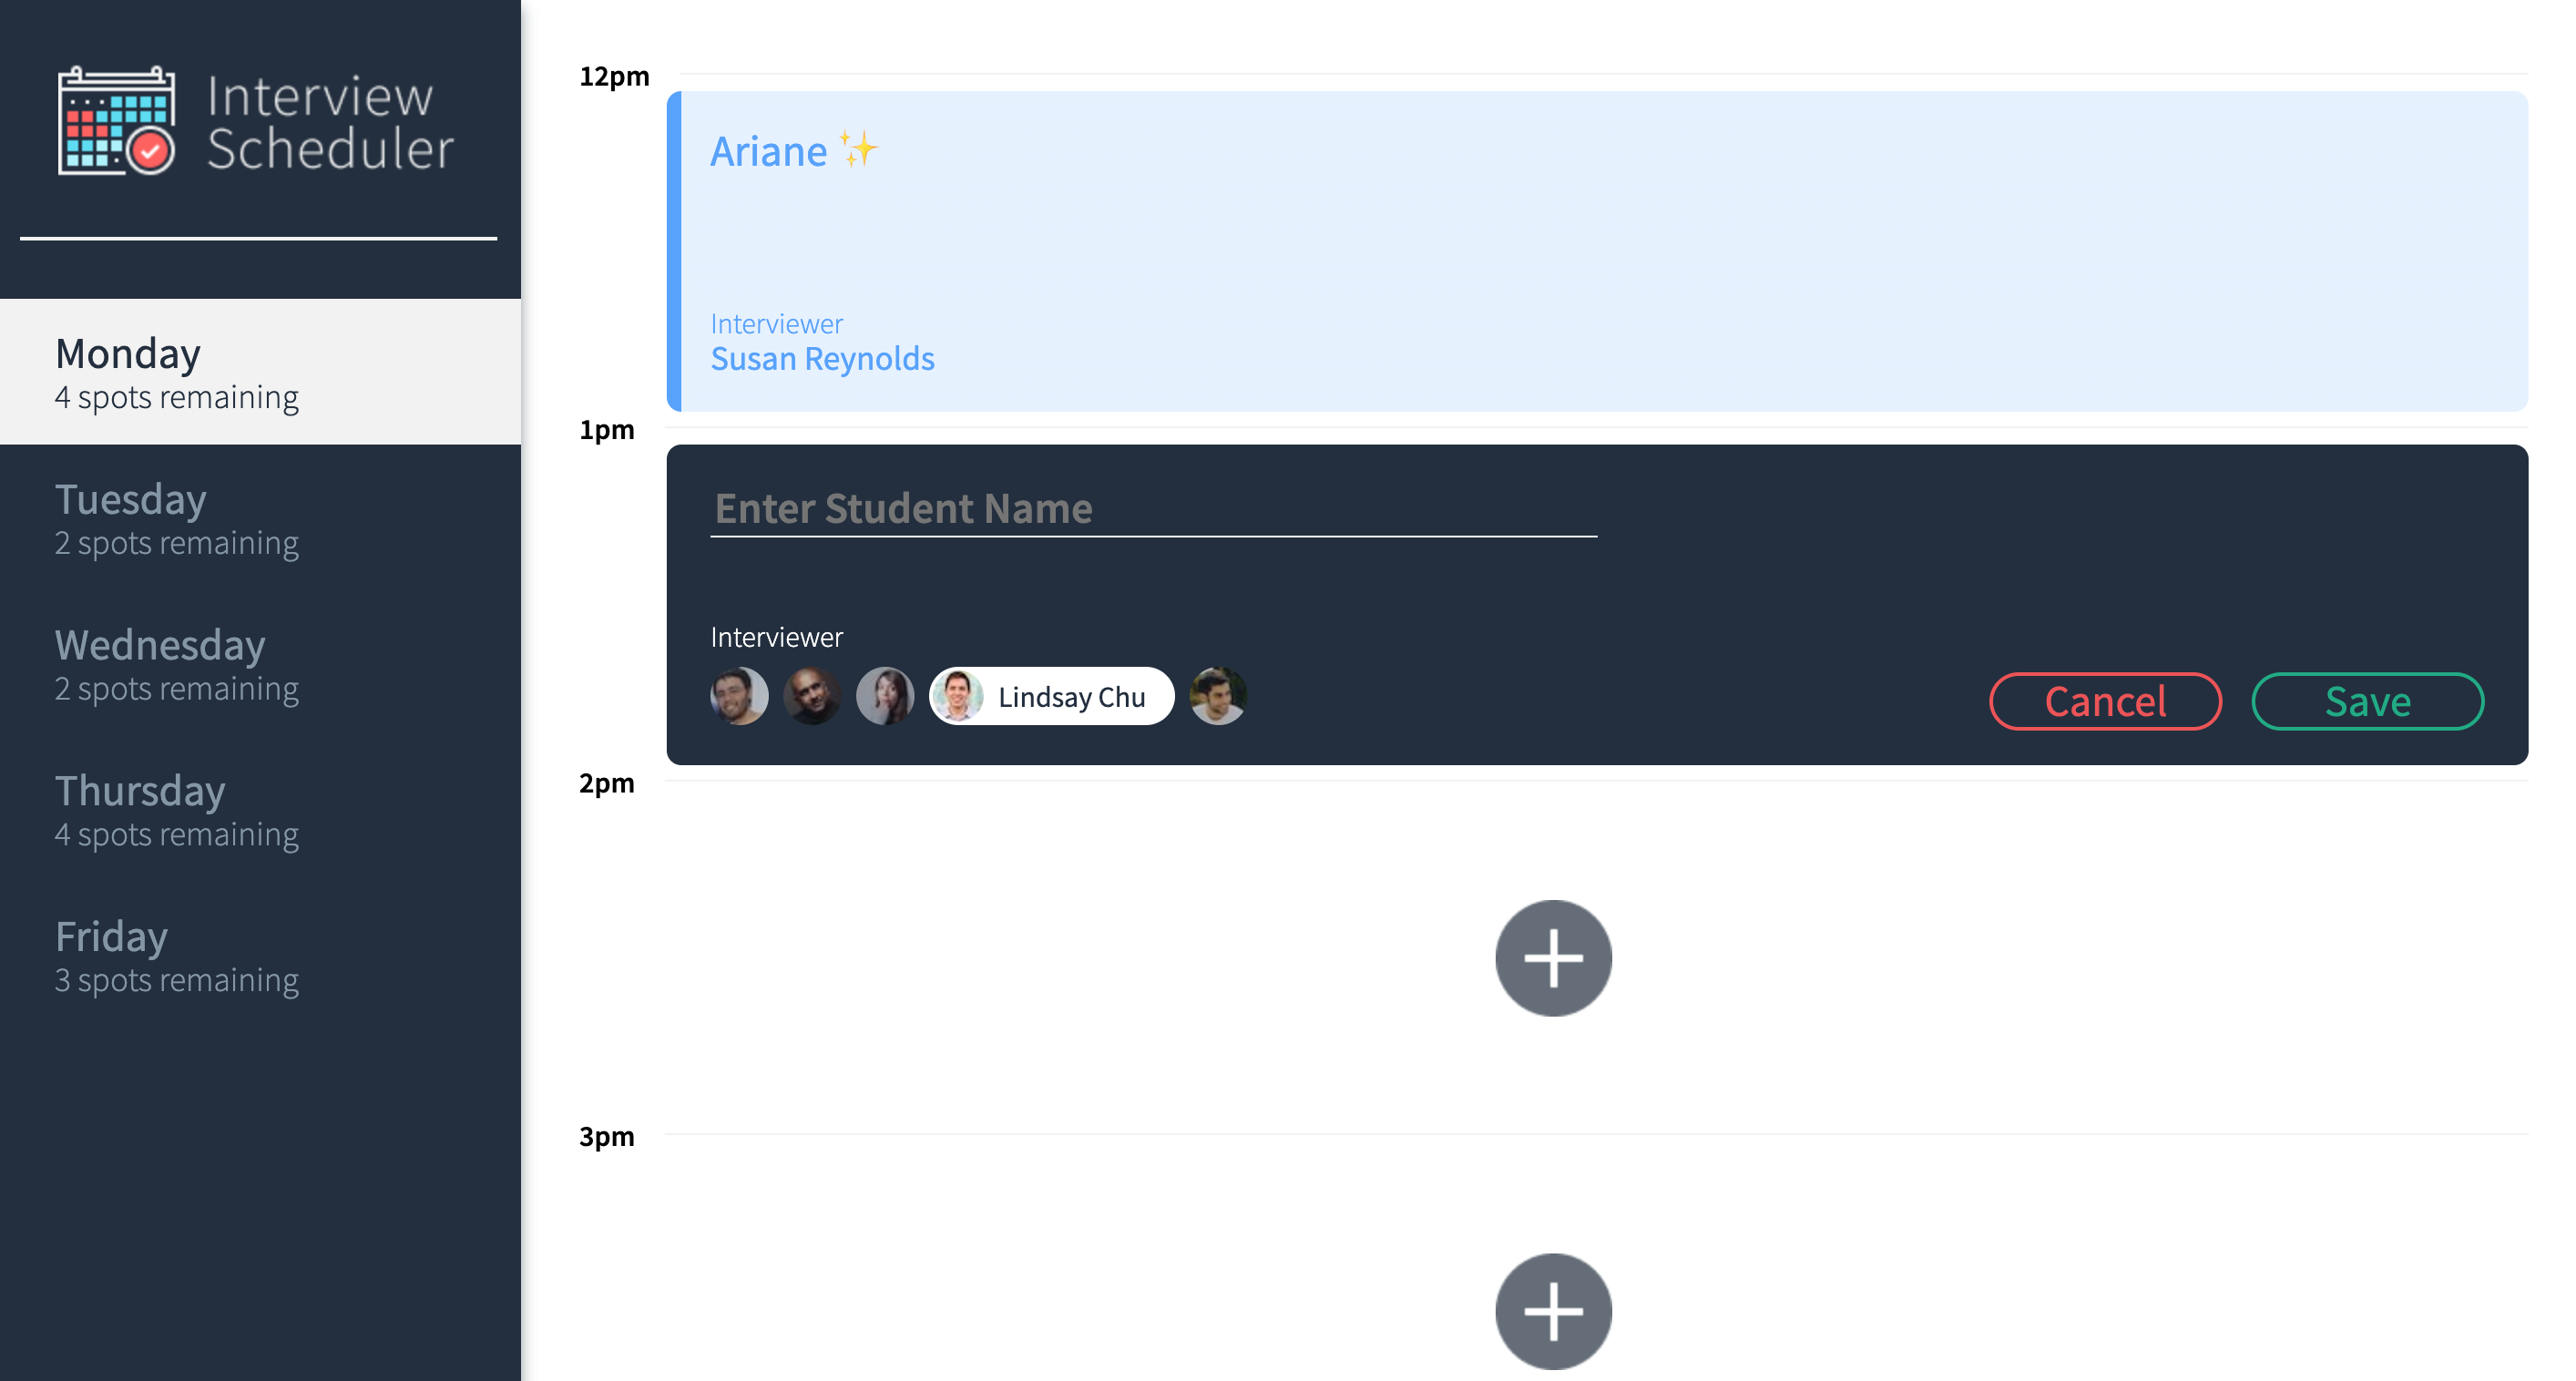 Interview
Scheduler
Monday
4 spots remaining
Tuesday
2 spots remaining
Wednesday
2 spots remaining
Thursday
4 spots remaining
Friday
3 spots remaining
12pm
Ariane ✨
Interviewer
Susan Reynolds
1pm
Enter Student Name
Interviewer
Lindsay Chu
Cancel
Save
2pm
3pm